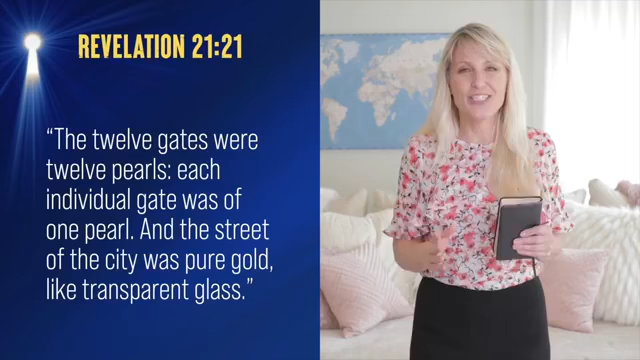 REVELATION 21:21
“The twelve gates were
twelve pearls: each
individual gate was of
one pearl. And the street
of the city was pure gold,
like transparent glass.”